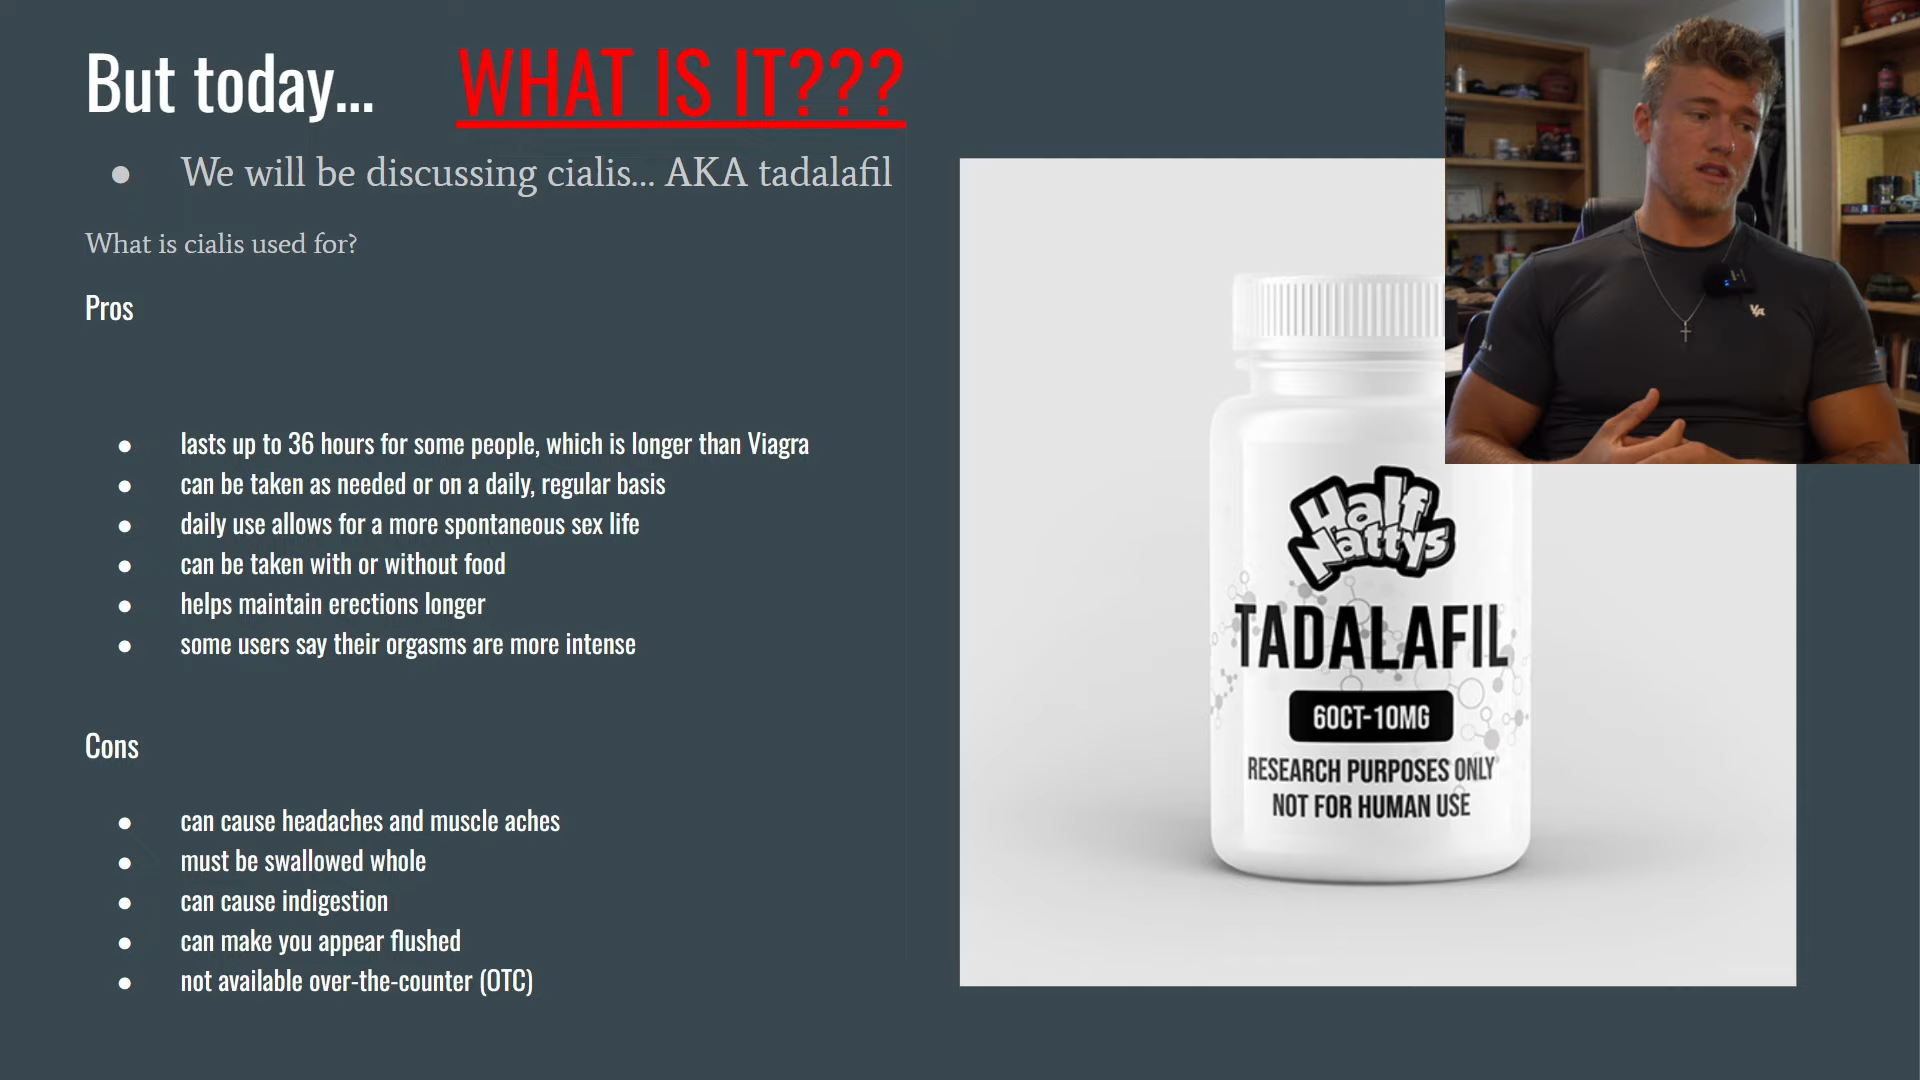 But today... WHAT IS IT???
● We will be discussing cialis... AKA tadalafil
What is cialis used for?
Pros
● lasts up to 36 hours for some people, which is longer than Viagra
● can be taken as needed or on a daily, regular basis
● daily use allows for a more spontaneous sex life
● can be taken with or without food
● helps maintain erections longer
● some users say their orgasms are more intense
Cons
● can cause headaches and muscle aches
● must be swallowed whole
● can cause indigestion
● can make you appear flushed
● not available over-the-counter (OTC)
Half
Nattys
TADALAFIL
60CT-10MG
RESEARCH PURPOSES ONLY
NOT FOR HUMAN USE